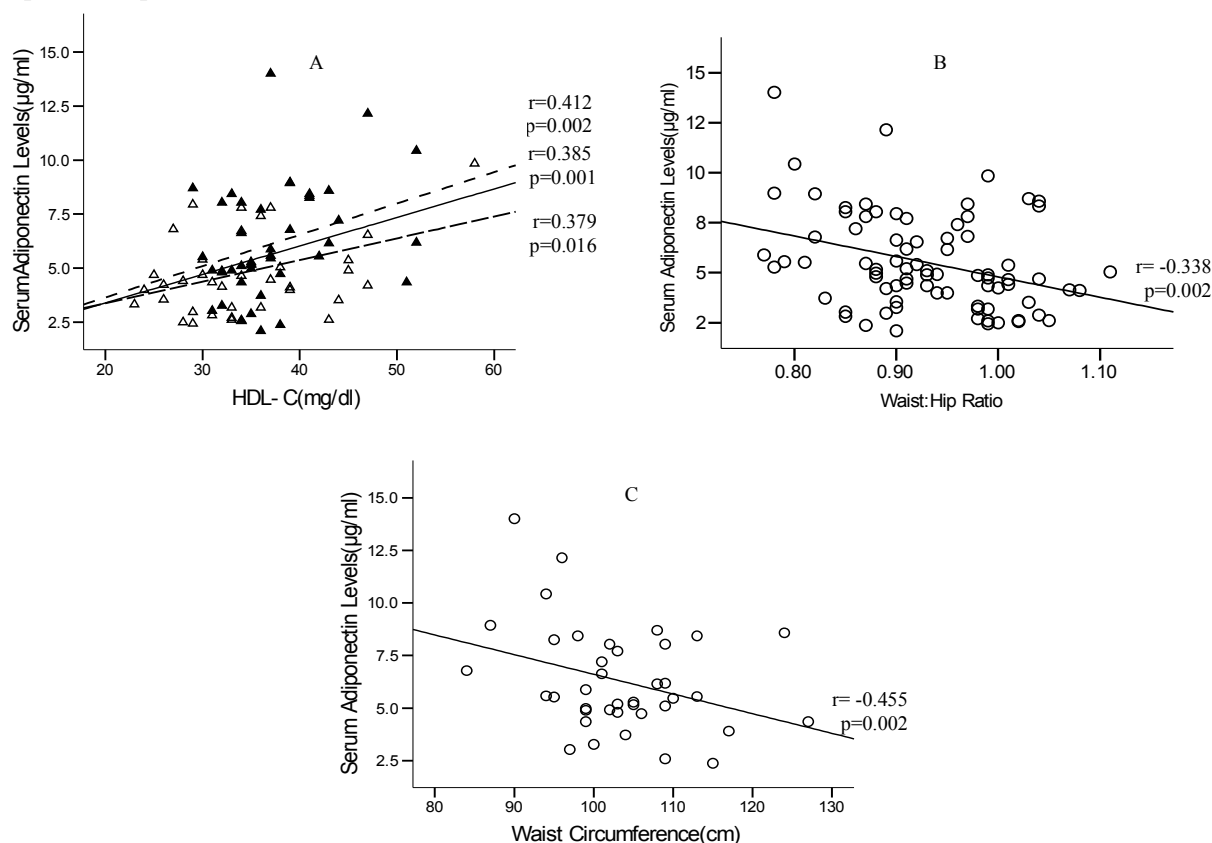 A
SerumAdiponectin Levels(µg/ml)
15.0
12.5
10.0
7.5
5.0
2.5
20
30
40
50
60
HDL- C(mg/dl)
r=0.412
p=0.002
r=0.385
p=0.001
r=0.379
p=0.016
B
Serum Adiponectin Levels(µg/ml)
15
12
10
8
5
2
0.80
0.90
1.00
1.10
Waist:Hip Ratio
r= -0.338
p=0.002
C
Serum Adiponectin Levels(µg/ml)
15.0
12.5
10.0
7.5
5.0
2.5
80
90
100
110
120
130
Waist Circumference(cm)
r= -0.455
p=0.002